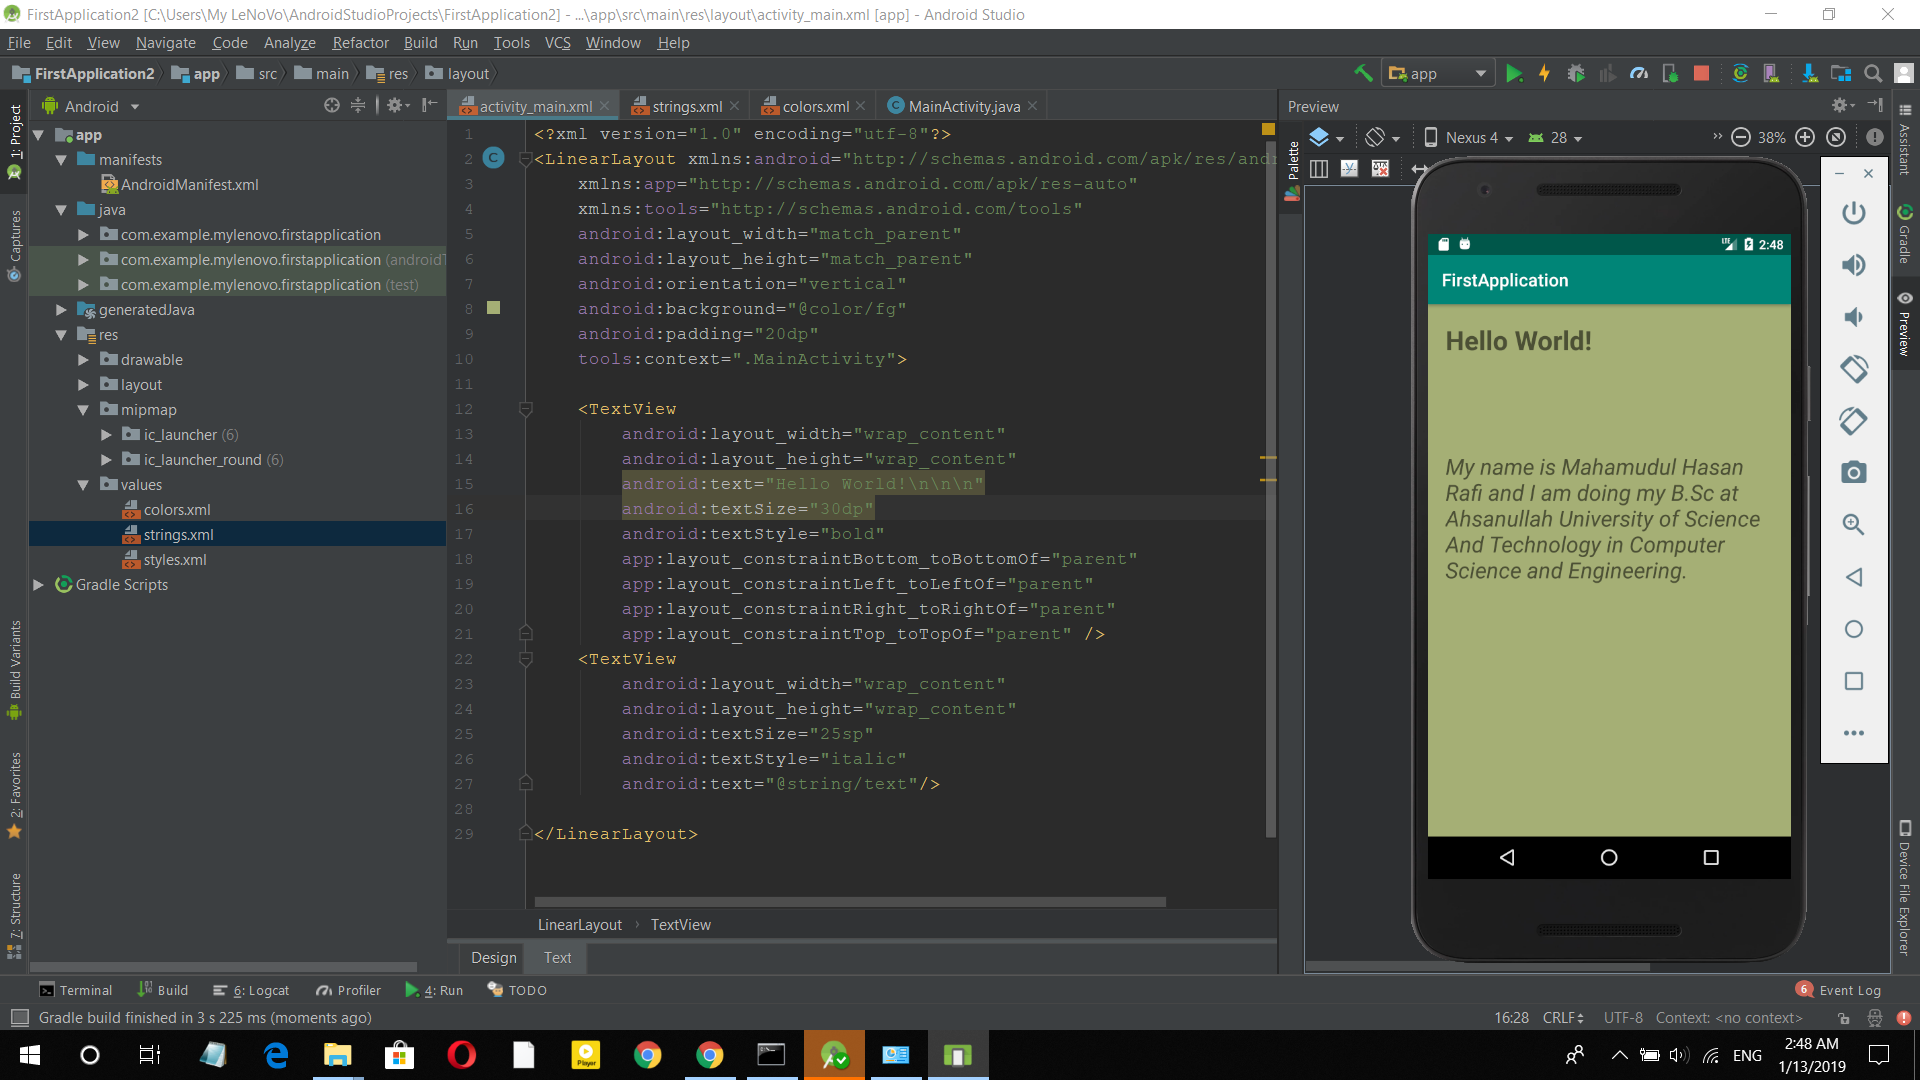 FirstApplication2 [C:\Users\My LeNoVo\AndroidStudioProjects\FirstApplication2] - ...\app\src\main\res\layout\activity_main.xml [app] - Android Studio
File Edit View Navigate Code Analyze Refactor Build Run Tools VCS Window Help
FirstApplication2 app src main res layout
app
Android
activity_main.xml strings.xml colors.xml MainActivity.java
Preview
1: Project
Captures
Build Variants
2: Favorites
7: Structure
app
manifests
AndroidManifest.xml
java
com.example.mylenovo.firstapplication
com.example.mylenovo.firstapplication (androidT
com.example.mylenovo.firstapplication (test)
generatedJava
res
drawable
layout
mipmap
ic_launcher (6)
ic_launcher_round (6)
values
colors.xml
strings.xml
styles.xml
Gradle Scripts
1 <?xml version="1.0" encoding="utf-8"?>
2 <LinearLayout xmlns:android="http://schemas.android.com/apk/res/andr
3 xmlns:app="http://schemas.android.com/apk/res-auto"
4 xmlns:tools="http://schemas.android.com/tools"
5 android:layout_width="match_parent"
6 android:layout_height="match_parent"
7 android:orientation="vertical"
8 android:background="@color/fg"
9 android:padding="20dp"
10 tools:context=".MainActivity">
11
12 <TextView
13 android:layout_width="wrap_content"
14 android:layout_height="wrap_content"
15 android:text="Hello World!\n\n\n"
16 android:textSize="30dp"
17 android:textStyle="bold"
18 app:layout_constraintBottom_toBottomOf="parent"
19 app:layout_constraintLeft_toLeftOf="parent"
20 app:layout_constraintRight_toRightOf="parent"
21 app:layout_constraintTop_toTopOf="parent" />
22 <TextView
23 android:layout_width="wrap_content"
24 android:layout_height="wrap_content"
25 android:textSize="25sp"
26 android:textStyle="italic"
27 android:text="@string/text"/>
28
29 </LinearLayout>
LinearLayout › TextView
Design Text
Palette
Nexus 4 28 » 38%
LTE 2:48
FirstApplication
Hello World!
My name is Mahamudul Hasan
Rafi and I am doing my B.Sc at
Ahsanullah University of Science
And Technology in Computer
Science and Engineering.
Assistant
Gradle
Preview
Device File Explorer
Terminal Build 6: Logcat Profiler 4: Run TODO
6 Event Log
Gradle build finished in 3 s 225 ms (moments ago)
16:28 CRLF UTF-8 Context: <no context>
Player
ENG
2:48 AM
1/13/2019